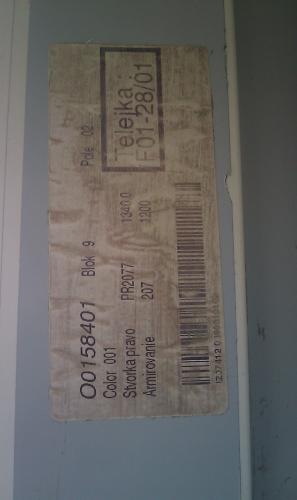 O0158401 Blok 9 Pole 02
Telejka :
F01-28/01
Color 001
Stvorka pravo PR2077 1340.0
Armirovanie 207 1200